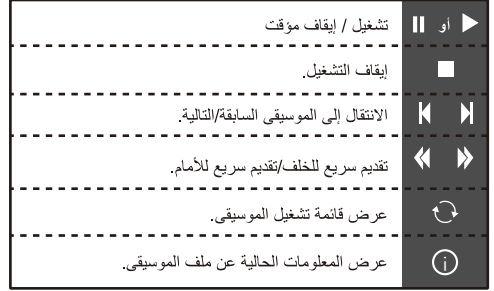 ▶ أو ⏸ تشغيل / إيقاف مؤقت
إيقاف التشغيل.
الانتقال إلى الموسيقى السابقة/التالية.
تقديم سريع للخلف/تقديم سريع للأمام.
عرض قائمة تشغيل الموسيقى.
عرض المعلومات الحالية عن ملف الموسيقى.